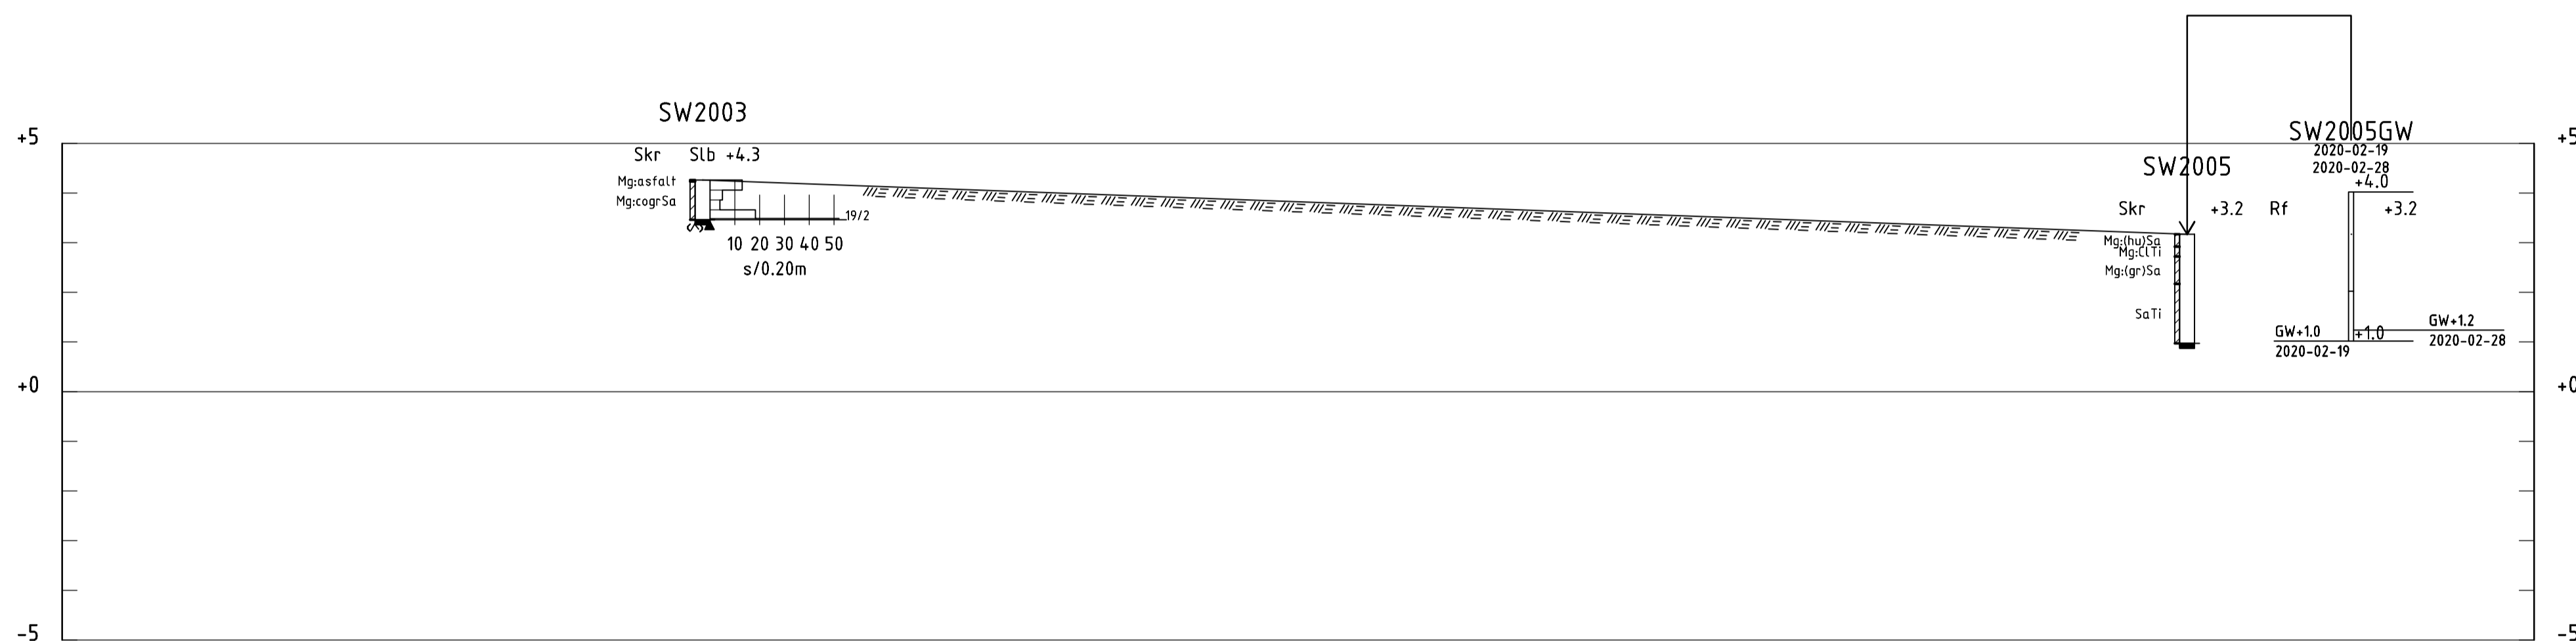 SW2003
+5
Skr Slb +4.3
Mg:asfalt
Mg:cogrSa
19/2
10 20 30 40 50
s/0.20m
SW2005GW
2020-02-19
2020-02-28
+4.0
+3.2
+5
SW2005
Skr +3.2 Rf
Mg:(hu)Sa
Mg:ClTi
Mg:(gr)Sa
SaTi
GW+1.0
2020-02-19
+1.0
GW+1.2
2020-02-28
+0
+0
-5
-5